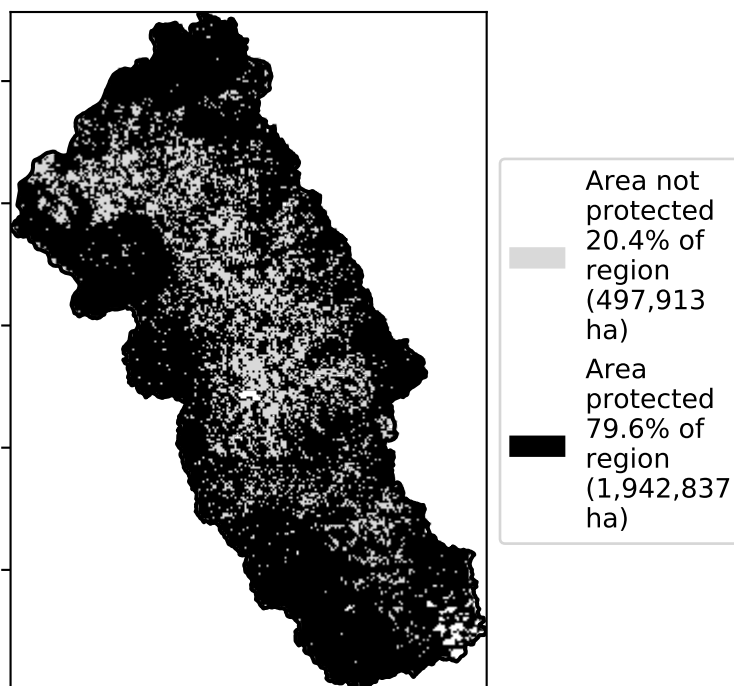 Area not
protected
20.4% of
region
(497,913
ha)
Area
protected
79.6% of
region
(1,942,837
ha)